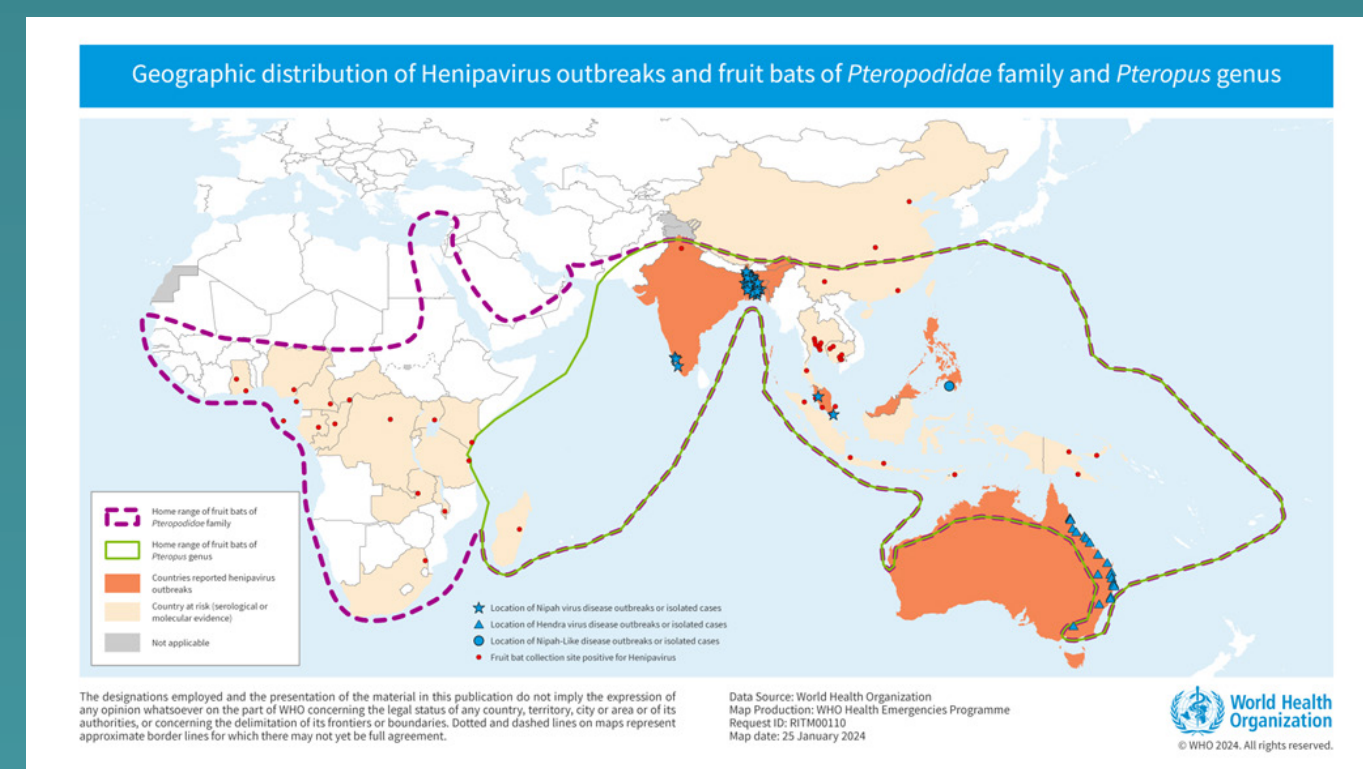 Geographic distribution of Henipavirus outbreaks and fruit bats of Pteropodidae family and Pteropus genus
Home range of fruit bats of
Pteropodidae family
Home range of fruit bats of
Pteropus genus
Countries reported henipavirus
outbreaks
Country at risk (serological or
molecular evidence)
Not applicable
Location of Nipah virus disease outbreaks or isolated cases
Location of Hendra virus disease outbreaks or isolated cases
Location of Nipah-Like disease outbreaks or isolated cases
Fruit bat collection site positive for Henipavirus
The designations employed and the presentation of the material in this publication do not imply the expression of
any opinion whatsoever on the part of WHO concerning the legal status of any country, territory, city or area or of its
authorities, or concerning the delimitation of its frontiers or boundaries. Dotted and dashed lines on maps represent
approximate border lines for which there may not yet be full agreement.
Data Source: World Health Organization
Map Production: WHO Health Emergencies Programme
Request ID: RITM00110
Map date: 25 January 2024
World Health
Organization
© WHO 2024. All rights reserved.